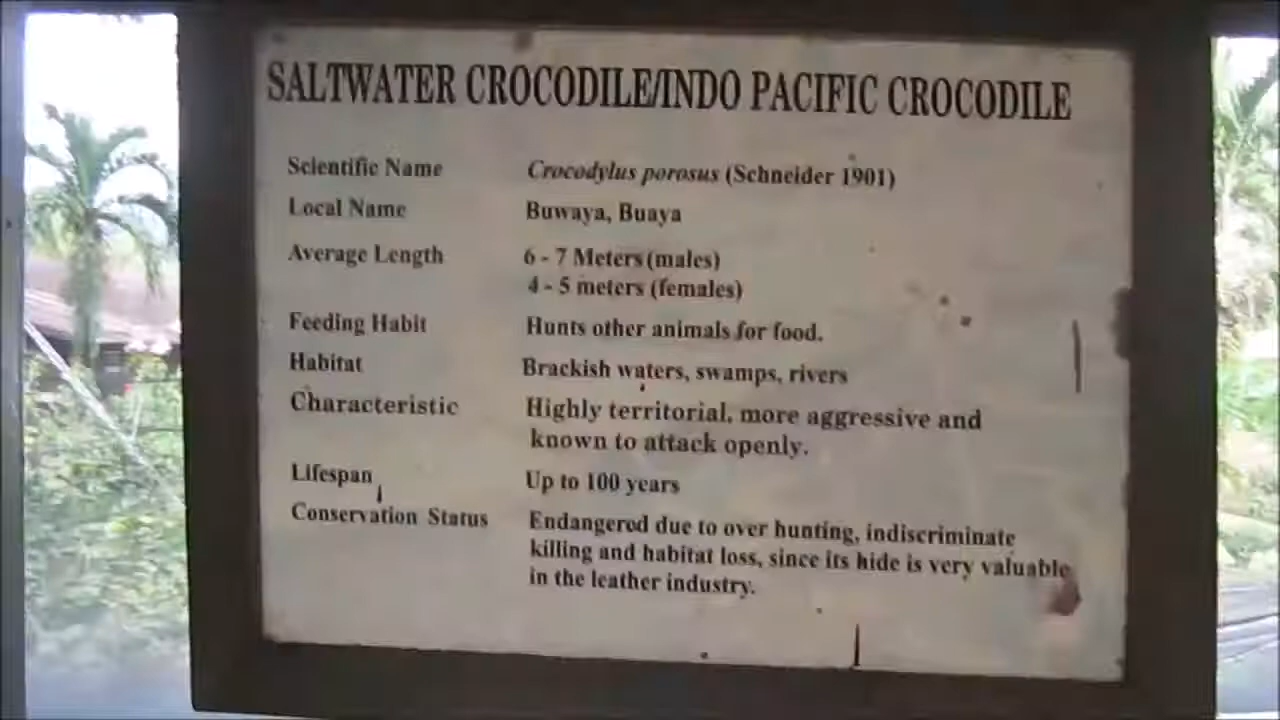 SALTWATER CROCODILE/INDO PACIFIC CROCODILE
Scientific Name Crocodylus porosus (Schneider 1901)
Local Name Buwaya, Buaya
Average Length 6 - 7 Meters (males)
4 - 5 meters (females)
Feeding Habit Hunts other animals for food.
Habitat Brackish waters, swamps, rivers
Characteristic Highly territorial, more aggressive and
known to attack openly.
Lifespan Up to 100 years
Conservation Status Endangered due to over hunting, indiscriminate
killing and habitat loss, since its hide is very valuable
in the leather industry.